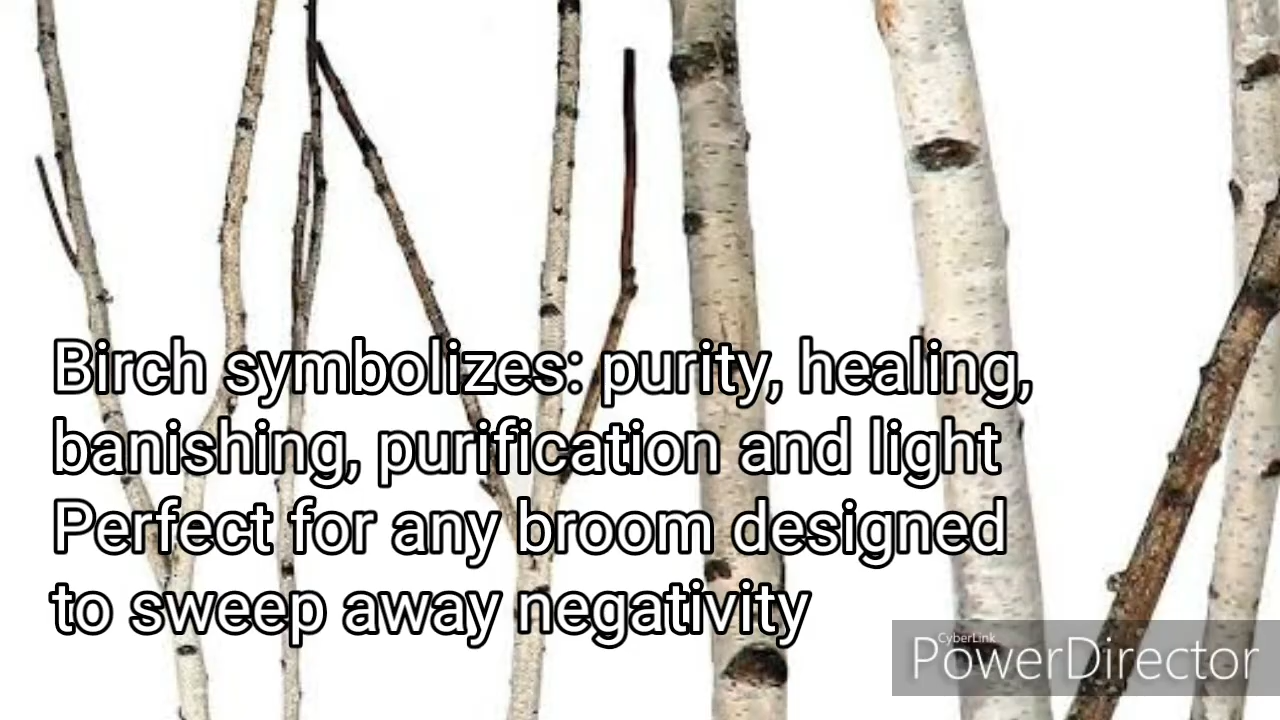 Birch symbolizes: purity, healing,
banishing, purification and light
Perfect for any broom designed
to sweep away negativity
CyberLink
PowerDirector